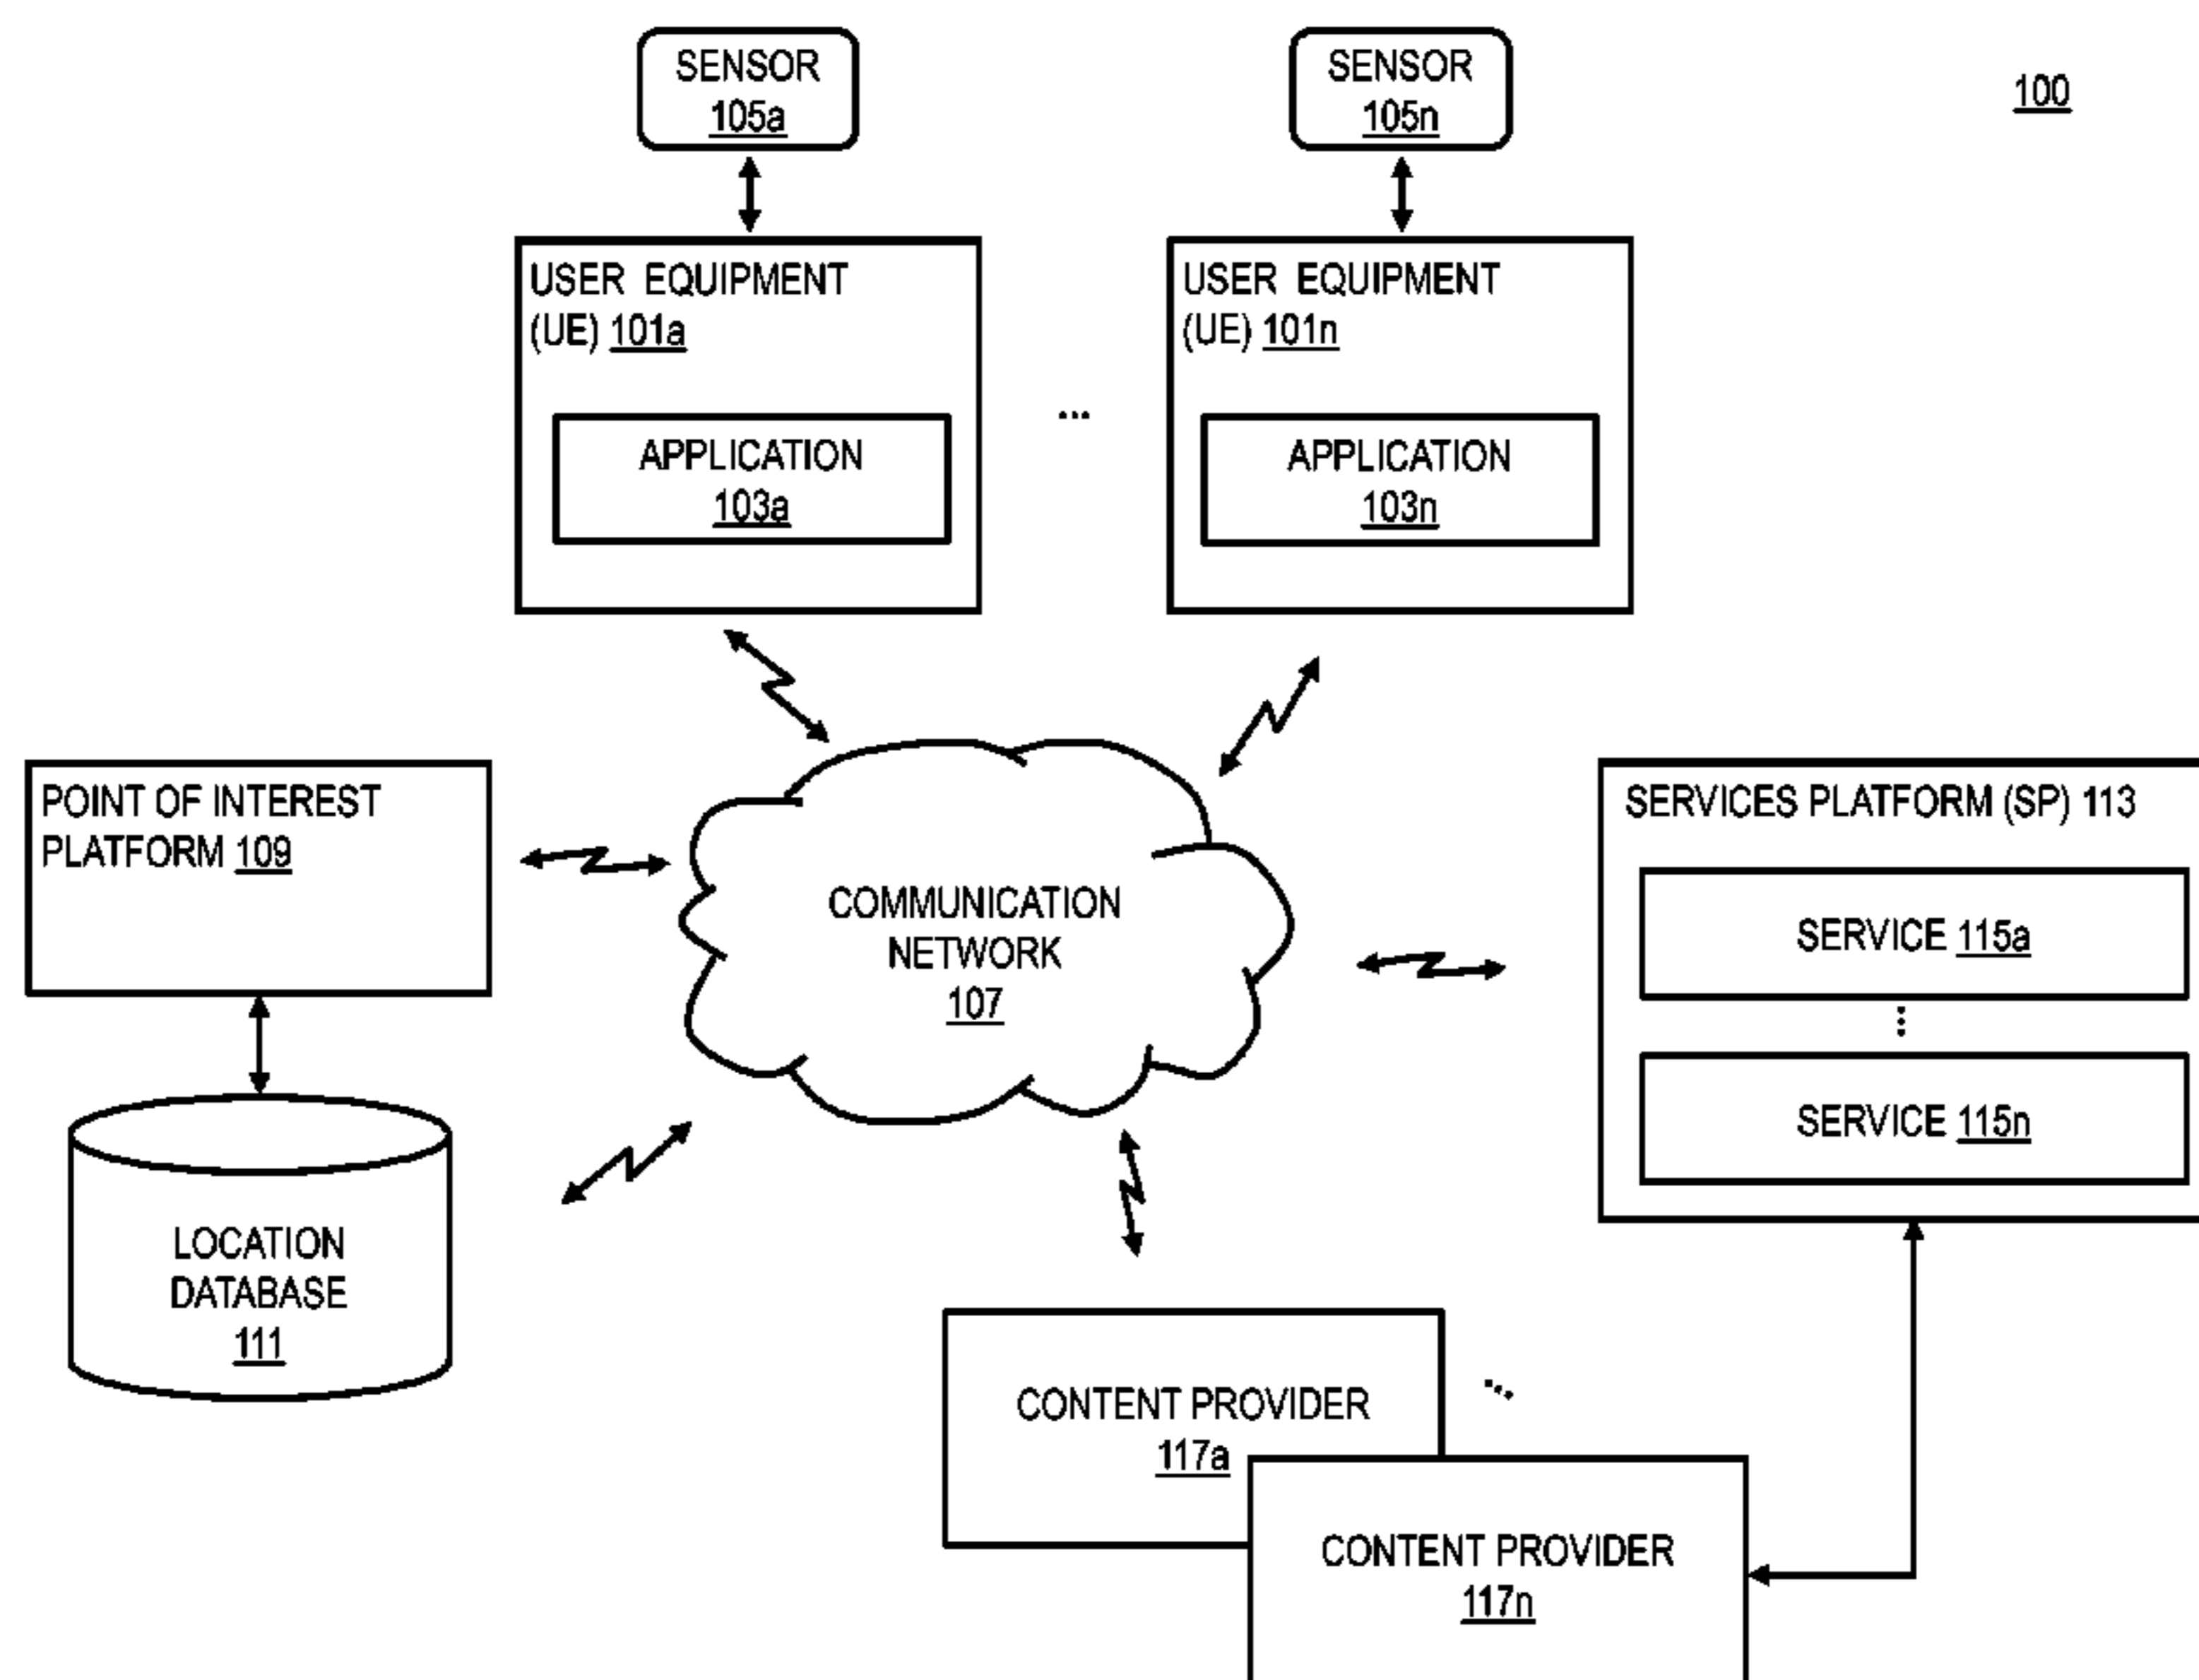 SENSOR
105a
SENSOR
105n
100
USER EQUIPMENT
(UE) 101a
USER EQUIPMENT
(UE) 101n
...
APPLICATION
103a
APPLICATION
103n
POINT OF INTEREST
PLATFORM 109
SERVICES PLATFORM (SP) 113
COMMUNICATION
NETWORK
107
SERVICE 115a
...
SERVICE 115n
LOCATION
DATABASE
111
CONTENT PROVIDER
117a
...
CONTENT PROVIDER
117n